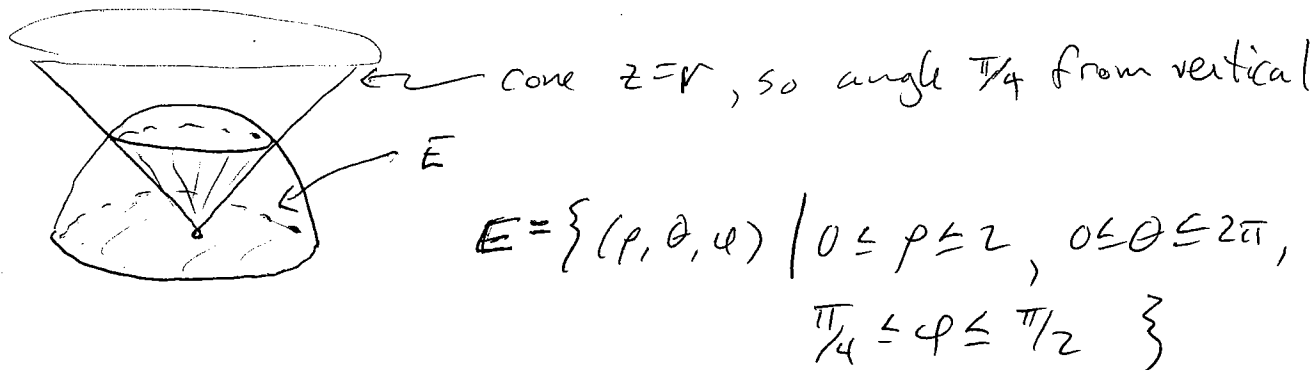 cone z=r, so angle π/4 from vertical
E
E = {(ρ, θ, φ) | 0 ≤ ρ ≤ 2, 0 ≤ θ ≤ 2π,
π/4 ≤ φ ≤ π/2 }